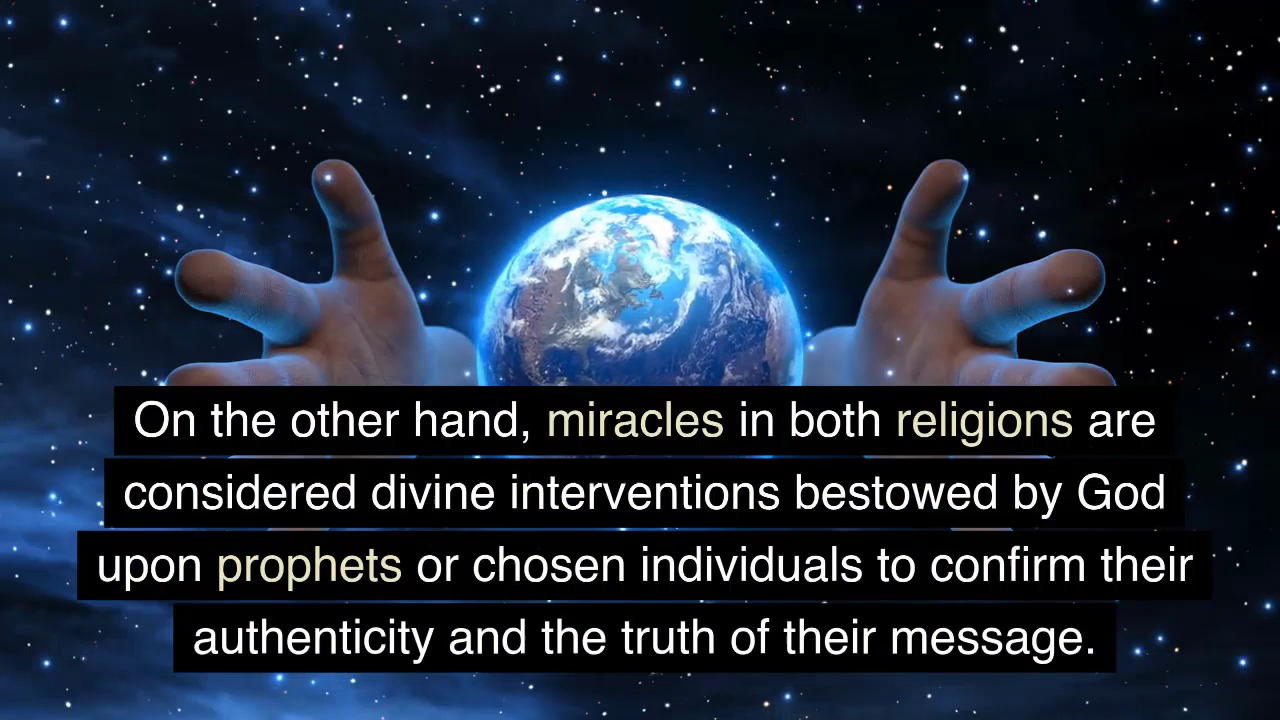 On the other hand, miracles in both religions are
considered divine interventions bestowed by God
upon prophets or chosen individuals to confirm their
authenticity and the truth of their message.